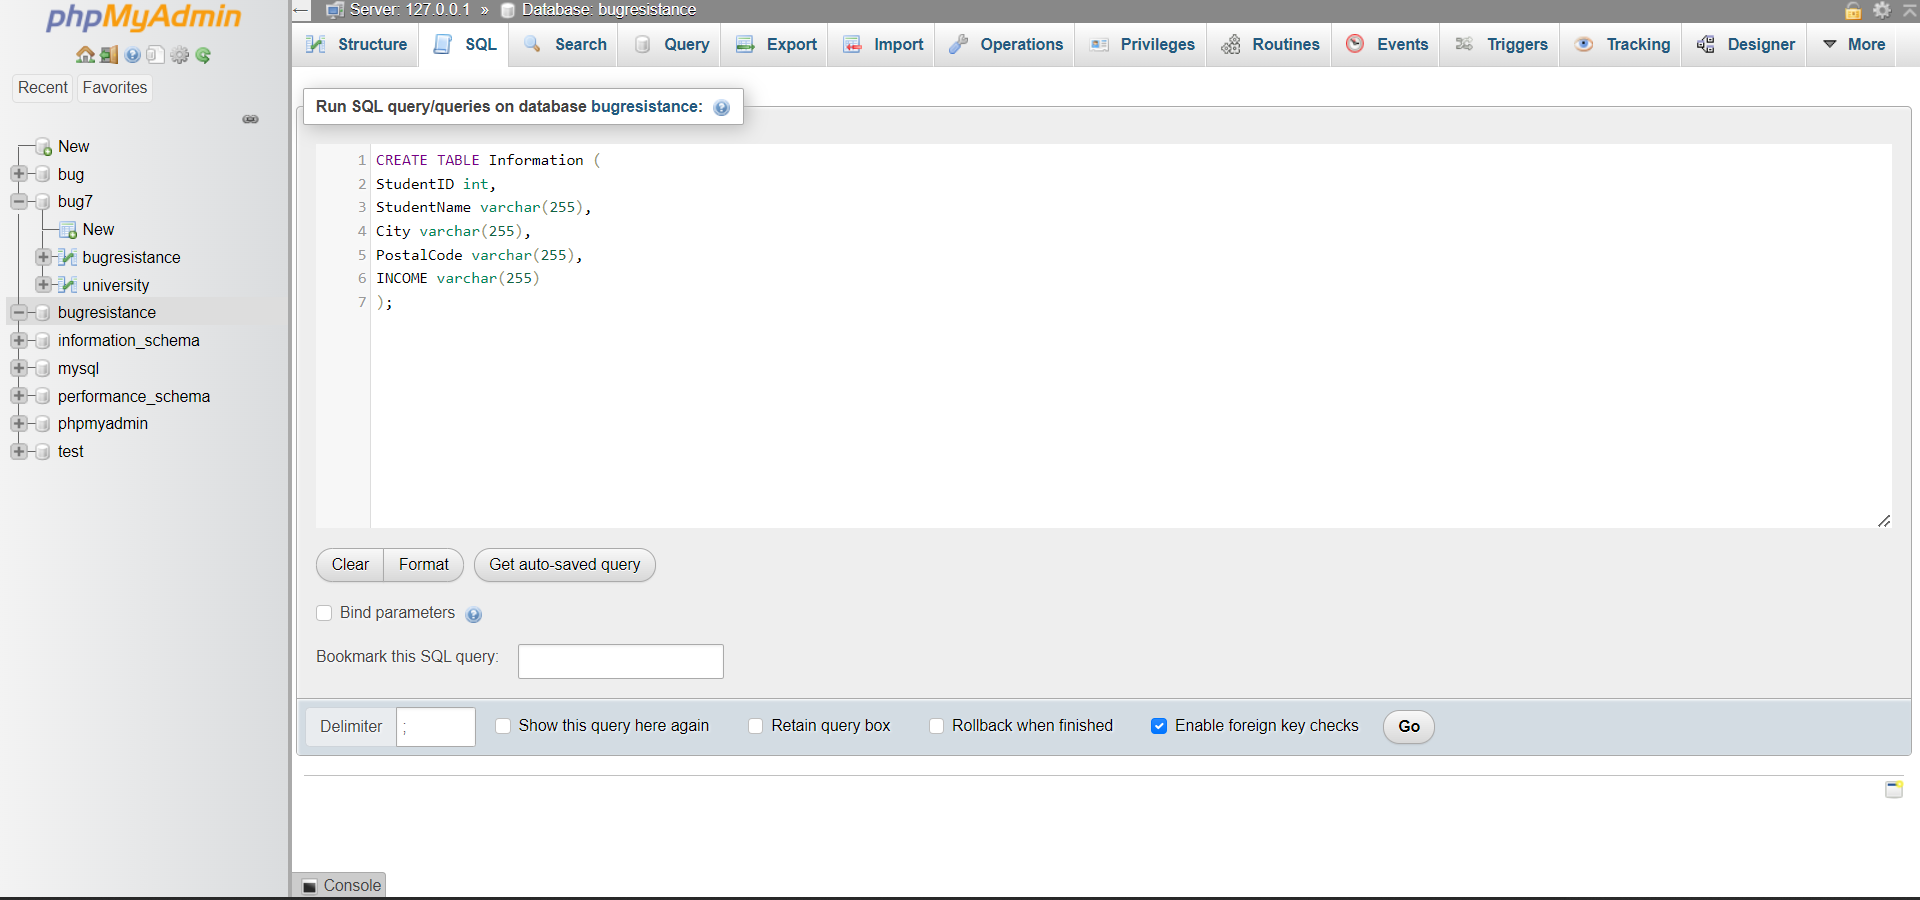 phpMyAdmin
Recent Favorites
New
bug
bug7
New
bugresistance
university
bugresistance
information_schema
mysql
performance_schema
phpmyadmin
test
Server: 127.0.0.1 » Database: bugresistance
Structure SQL Search Query Export Import Operations Privileges Routines Events Triggers Tracking Designer More
Run SQL query/queries on database bugresistance:
1 CREATE TABLE Information (
2 StudentID int,
3 StudentName varchar(255),
4 City varchar(255),
5 PostalCode varchar(255),
6 INCOME varchar(255)
7 );
Clear Format Get auto-saved query
Bind parameters
Bookmark this SQL query:
Delimiter ; Show this query here again Retain query box Rollback when finished Enable foreign key checks Go
Console